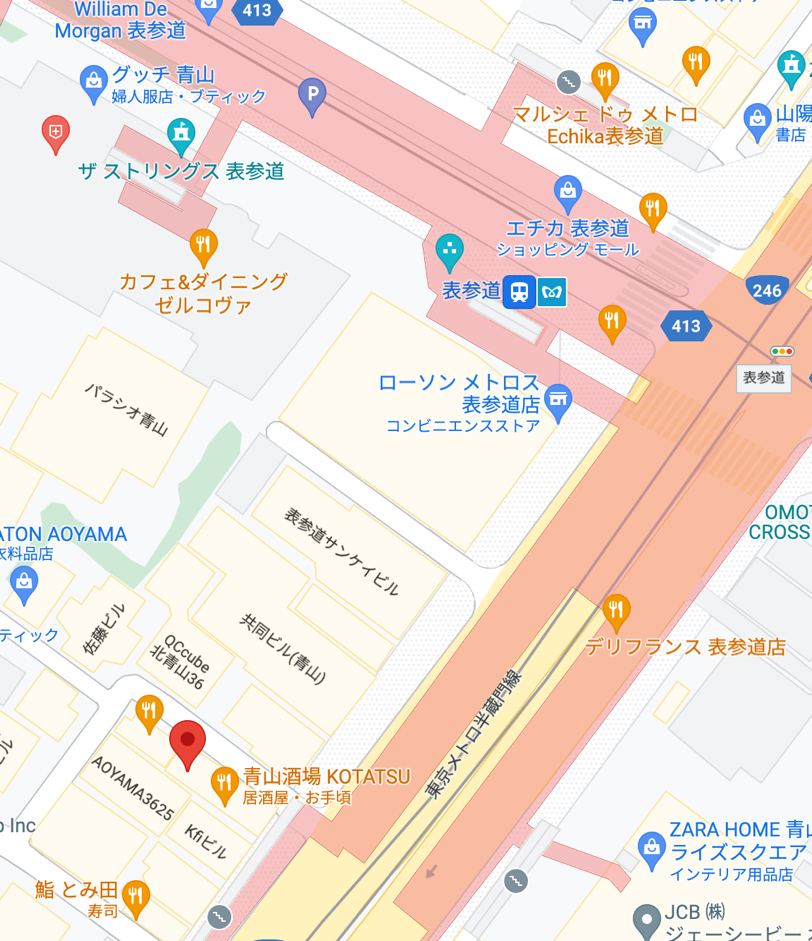 William De
Morgan 表参道
413
グッチ 青山
婦人服店・ブティック
P
マルシェ ドゥ メトロ
Echika表参道
山陽
書店
ザ ストリングス 表参道
エチカ 表参道
ショッピング モール
カフェ&ダイニング
ゼルコヴァ
表参道
246
413
表参道
ローソン メトロス
表参道店
コンビニエンスストア
パラシオ青山
ATON AOYAMA
衣料品店
OMOT
CROSS
表参道サンケイビル
ティック
佐藤ビル
QCcube
北青山36
共同ビル(青山)
デリフランス 表参道店
東京メトロ半蔵門線
青山酒場 KOTATSU
居酒屋・お手頃
AOYAMA3625
Kfiビル
Inc
ZARA HOME 青山
ライズスクエア
インテリア用品店
鮨 とみ田
寿司
JCB ㈱
ジェーシービー